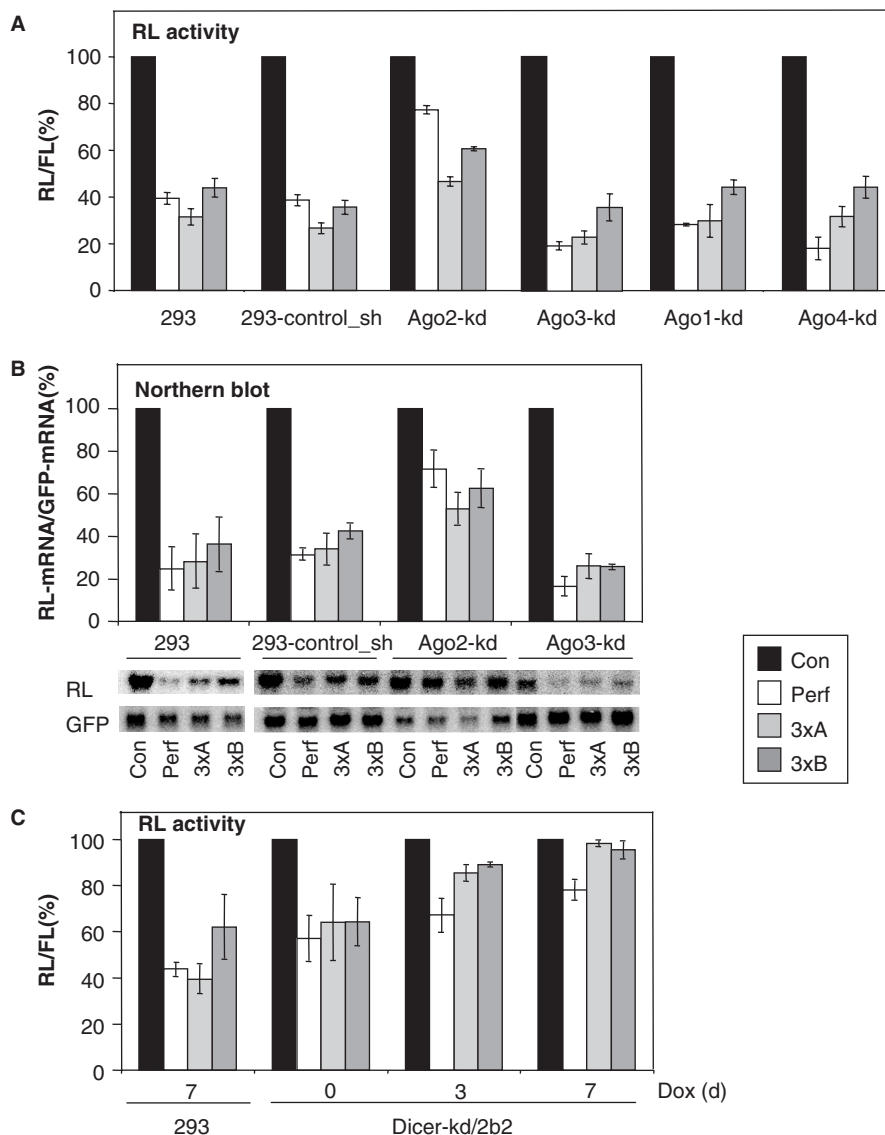 A
RL activity
RL/FL(%)
100
80
60
40
20
0
293
293-control_sh
Ago2-kd
Ago3-kd
Ago1-kd
Ago4-kd
B
Northern blot
RL-mRNA/GFP-mRNA(%)
100
80
60
40
20
0
293
293-control_sh
Ago2-kd
Ago3-kd
RL
GFP
Con
Perf
3xA
3xB
Con
Perf
3xA
3xB
Con
Perf
3xA
3xB
Con
Perf
3xA
3xB
Con
Perf
3xA
3xB
C
RL activity
RL/FL(%)
100
80
60
40
20
0
7
0
3
7
Dox (d)
293
Dicer-kd/2b2